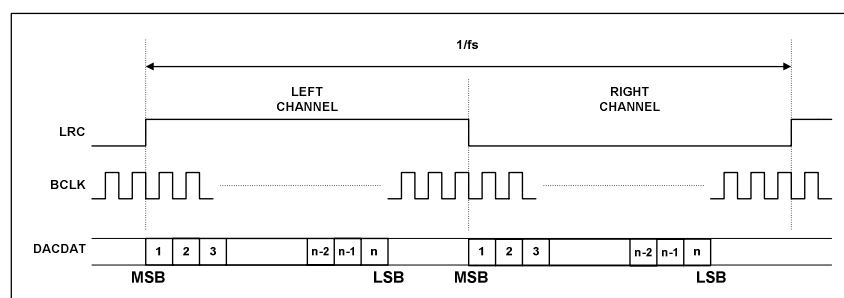 1/fs
LEFT
CHANNEL
RIGHT
CHANNEL
LRC
BCLK
DACDAT
1 2 3 n-2 n-1 n 1 2 3 n-2 n-1 n
MSB LSB MSB LSB